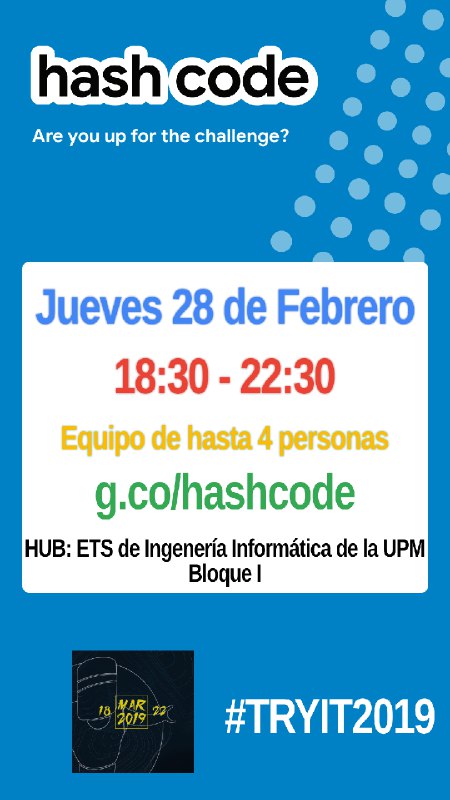 hash code
Are you up for the challenge?
Jueves 28 de Febrero
18:30 - 22:30
Equipo de hasta 4 personas
g.co/hashcode
HUB: ETS de Ingenería Informática de la UPM
Bloque I
18 MAR 22
2019
#TRYIT2019